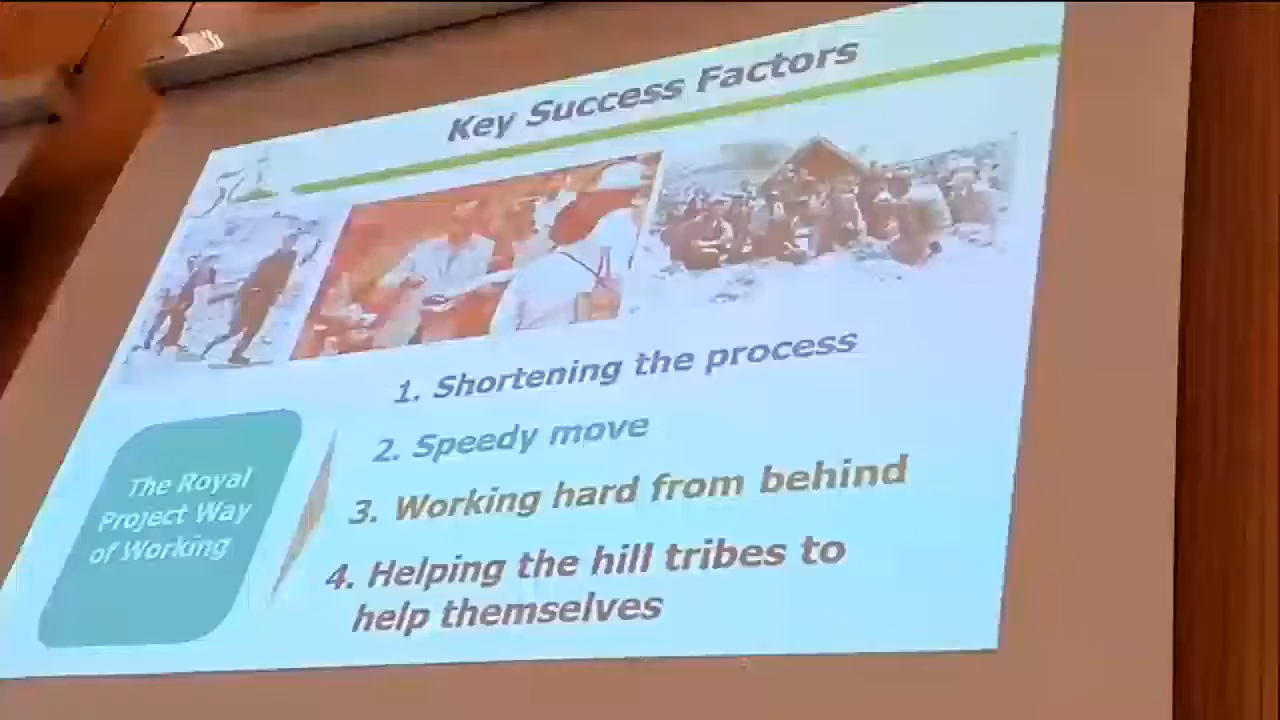 Key Success Factors
1. Shortening the process
2. Speedy move
3. Working hard from behind
4. Helping the hill tribes to
help themselves
The Royal
Project Way
of Working